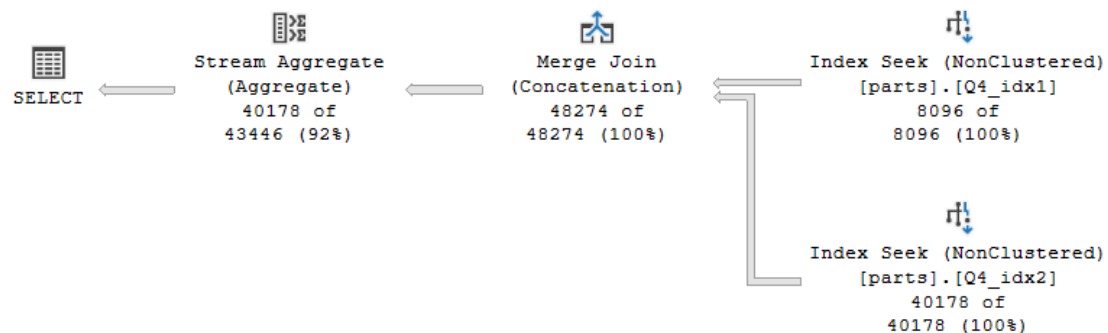 SELECT
Stream Aggregate
(Aggregate)
40178 of
43446 (92%)
Merge Join
(Concatenation)
48274 of
48274 (100%)
Index Seek (NonClustered)
[parts].[Q4_idx1]
8096 of
8096 (100%)
Index Seek (NonClustered)
[parts].[Q4_idx2]
40178 of
40178 (100%)